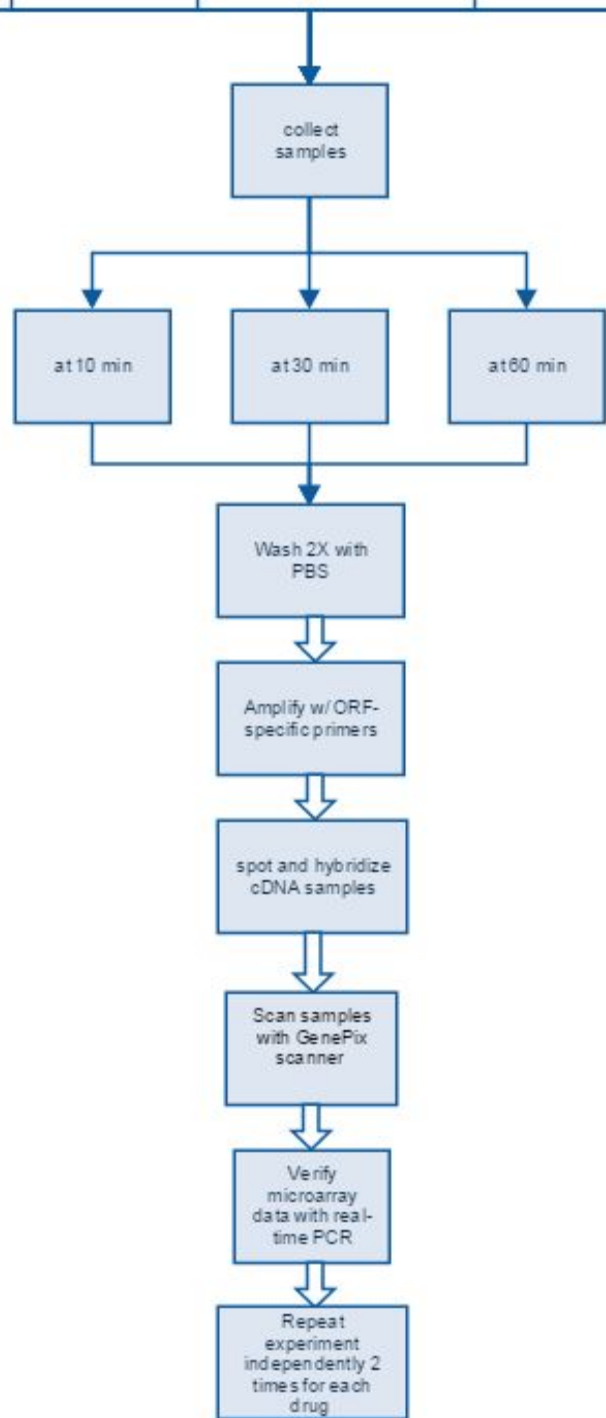 collect
samples
at 10 min
at 30 min
at 60 min
Wash 2X with
PBS
Amplify w/ ORF-
specific primers
spot and hybridize
cDNA samples
Scan samples
with GenePix
scanner
Verify
microarray
data with real-
time PCR
Repeat
experiment
independently 2
times for each
drug